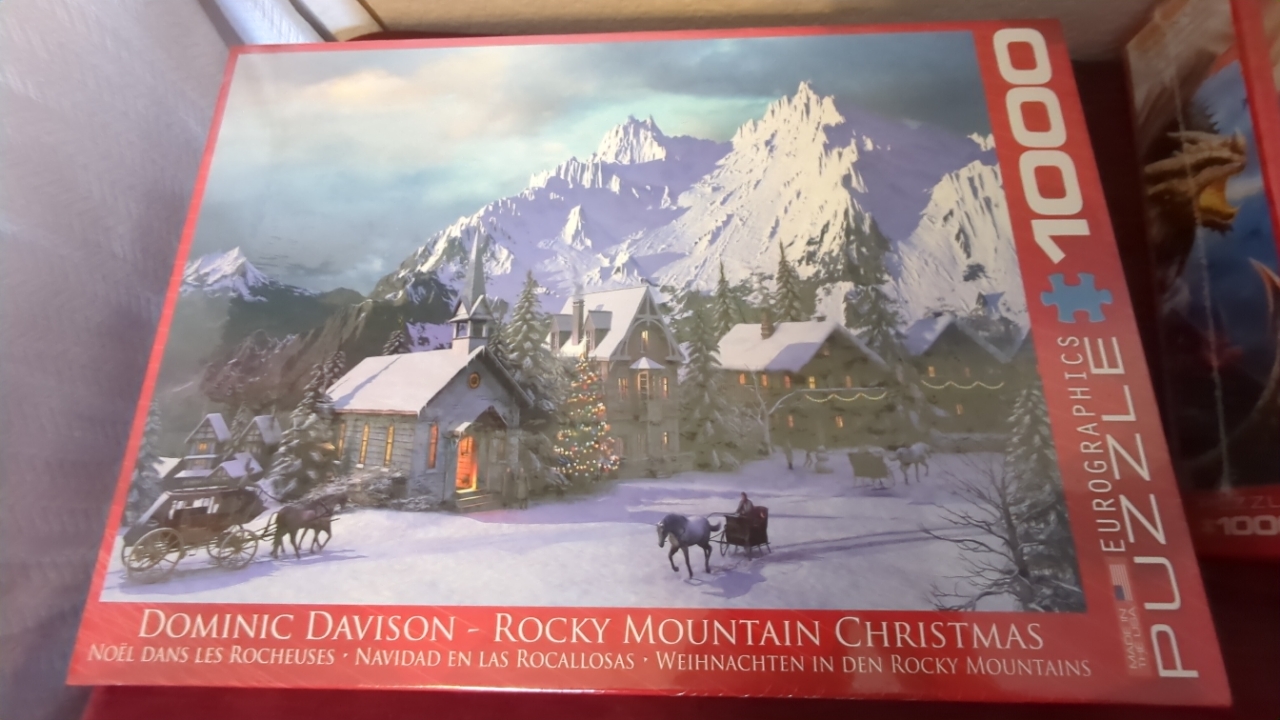 DOMINIC DAVISON - ROCKY MOUNTAIN CHRISTMAS
NOËL DANS LES ROCHEUSES · NAVIDAD EN LAS ROCALLOSAS · WEIHNACHTEN IN DEN ROCKY MOUNTAINS
1000
EUROGRAPHICS
PUZZLE
MADE IN
THE USA